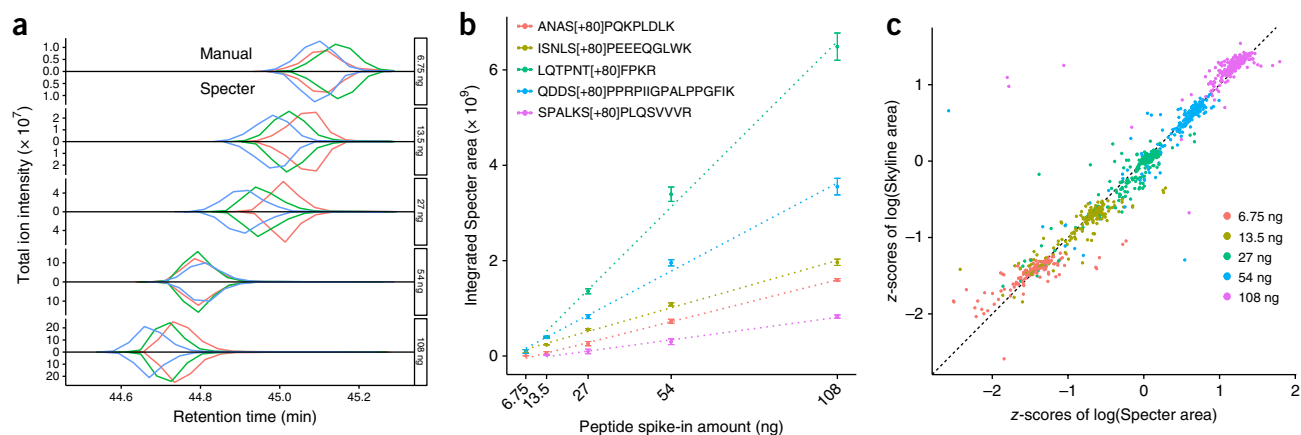 a
Total ion intensity (× 10⁷)
Manual
Specter
1.0
0.5
0.0
0.5
1.0
6.75 ng
2
1
0
1
2
13.5 ng
4
2
0
2
4
27 ng
10
5
0
5
10
54 ng
20
10
0
10
20
108 ng
44.6 44.8 45.0 45.2
Retention time (min)
b
Integrated Specter area (× 10⁹)
6
4
2
0
ANAS[+80]PQKPLDLK
ISNLS[+80]PEEEQGLWK
LQTPNT[+80]FPKR
QDDS[+80]PPRPIIGPALPPGFIK
SPALKS[+80]PLQSVVVR
6.75 13.5 27 54 108
Peptide spike-in amount (ng)
c
z-scores of log(Skyline area)
1
0
−1
−2
6.75 ng
13.5 ng
27 ng
54 ng
108 ng
−2 −1 0 1 2
z-scores of log(Specter area)